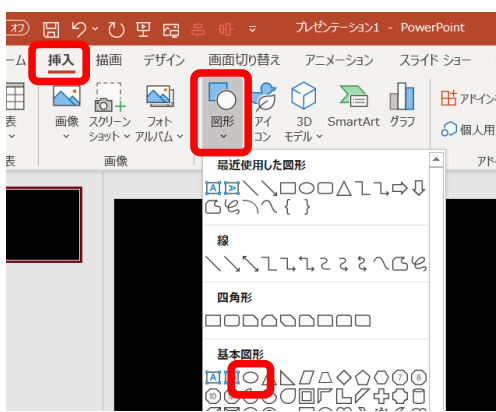 オフ プレゼンテーション1 - PowerPoint
ーム 挿入 描画 デザイン 画面切り替え アニメーション スライド ショー
表 画像 スクリーン ショット フォト アルバム 図形 アイコン 3D モデル SmartArt グラフ アドイン 個人用
表 画像 アド
最近使用した図形
線
四角形
基本図形